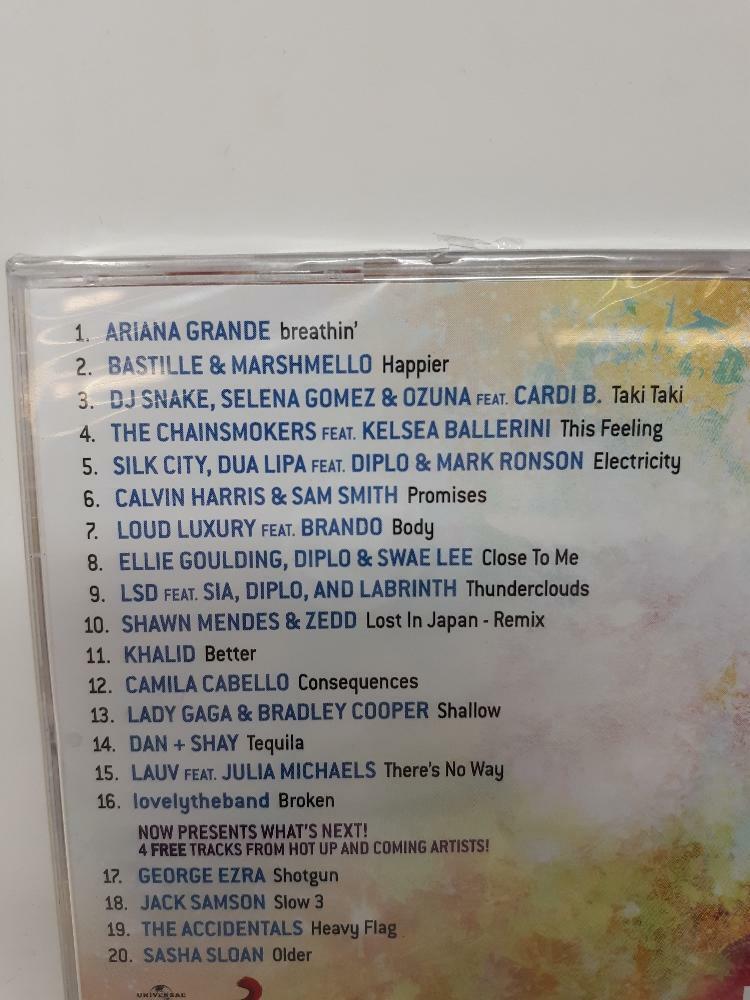 1. ARIANA GRANDE breathin'
2. BASTILLE & MARSHMELLO Happier
3. DJ SNAKE, SELENA GOMEZ & OZUNA FEAT. CARDI B. Taki Taki
4. THE CHAINSMOKERS FEAT. KELSEA BALLERINI This Feeling
5. SILK CITY, DUA LIPA FEAT. DIPLO & MARK RONSON Electricity
6. CALVIN HARRIS & SAM SMITH Promises
7. LOUD LUXURY FEAT. BRANDO Body
8. ELLIE GOULDING, DIPLO & SWAE LEE Close To Me
9. LSD FEAT. SIA, DIPLO, AND LABRINTH Thunderclouds
10. SHAWN MENDES & ZEDD Lost In Japan - Remix
11. KHALID Better
12. CAMILA CABELLO Consequences
13. LADY GAGA & BRADLEY COOPER Shallow
14. DAN + SHAY Tequila
15. LAUV FEAT. JULIA MICHAELS There's No Way
16. lovelytheband Broken
NOW PRESENTS WHAT'S NEXT!
4 FREE TRACKS FROM HOT UP AND COMING ARTISTS!
17. GEORGE EZRA Shotgun
18. JACK SAMSON Slow 3
19. THE ACCIDENTALS Heavy Flag
20. SASHA SLOAN Older
UNIVERSAL